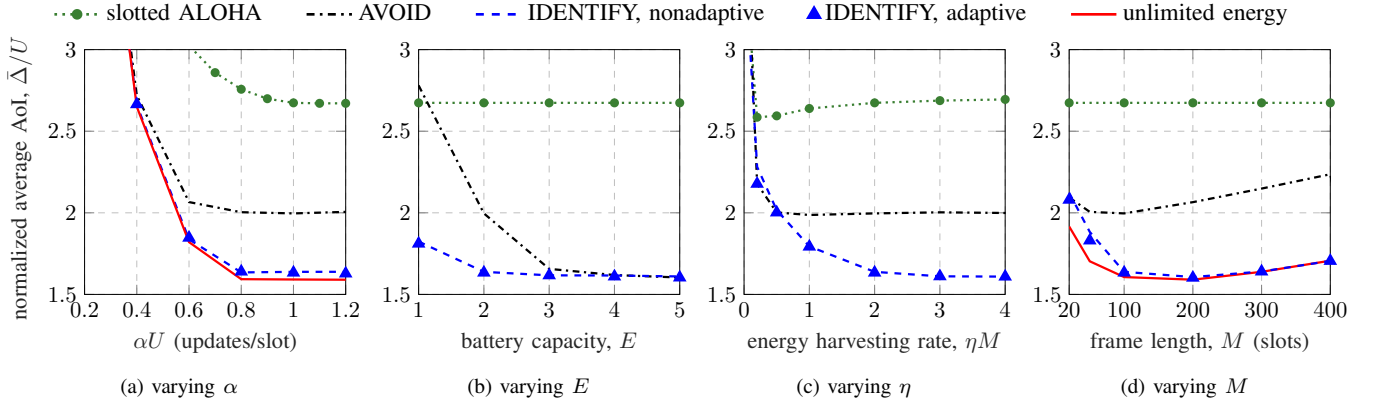 slotted ALOHA AVOID IDENTIFY, nonadaptive IDENTIFY, adaptive unlimited energy
normalized average AoI, Δ̄/U
3
2.5
2
1.5
0.2 0.4 0.6 0.8 1 1.2
αU (updates/slot)
(a) varying α
3
2.5
2
1.5
1 2 3 4 5
battery capacity, E
(b) varying E
3
2.5
2
1.5
0 1 2 3 4
energy harvesting rate, ηM
(c) varying η
3
2.5
2
1.5
20 100 200 300 400
frame length, M (slots)
(d) varying M